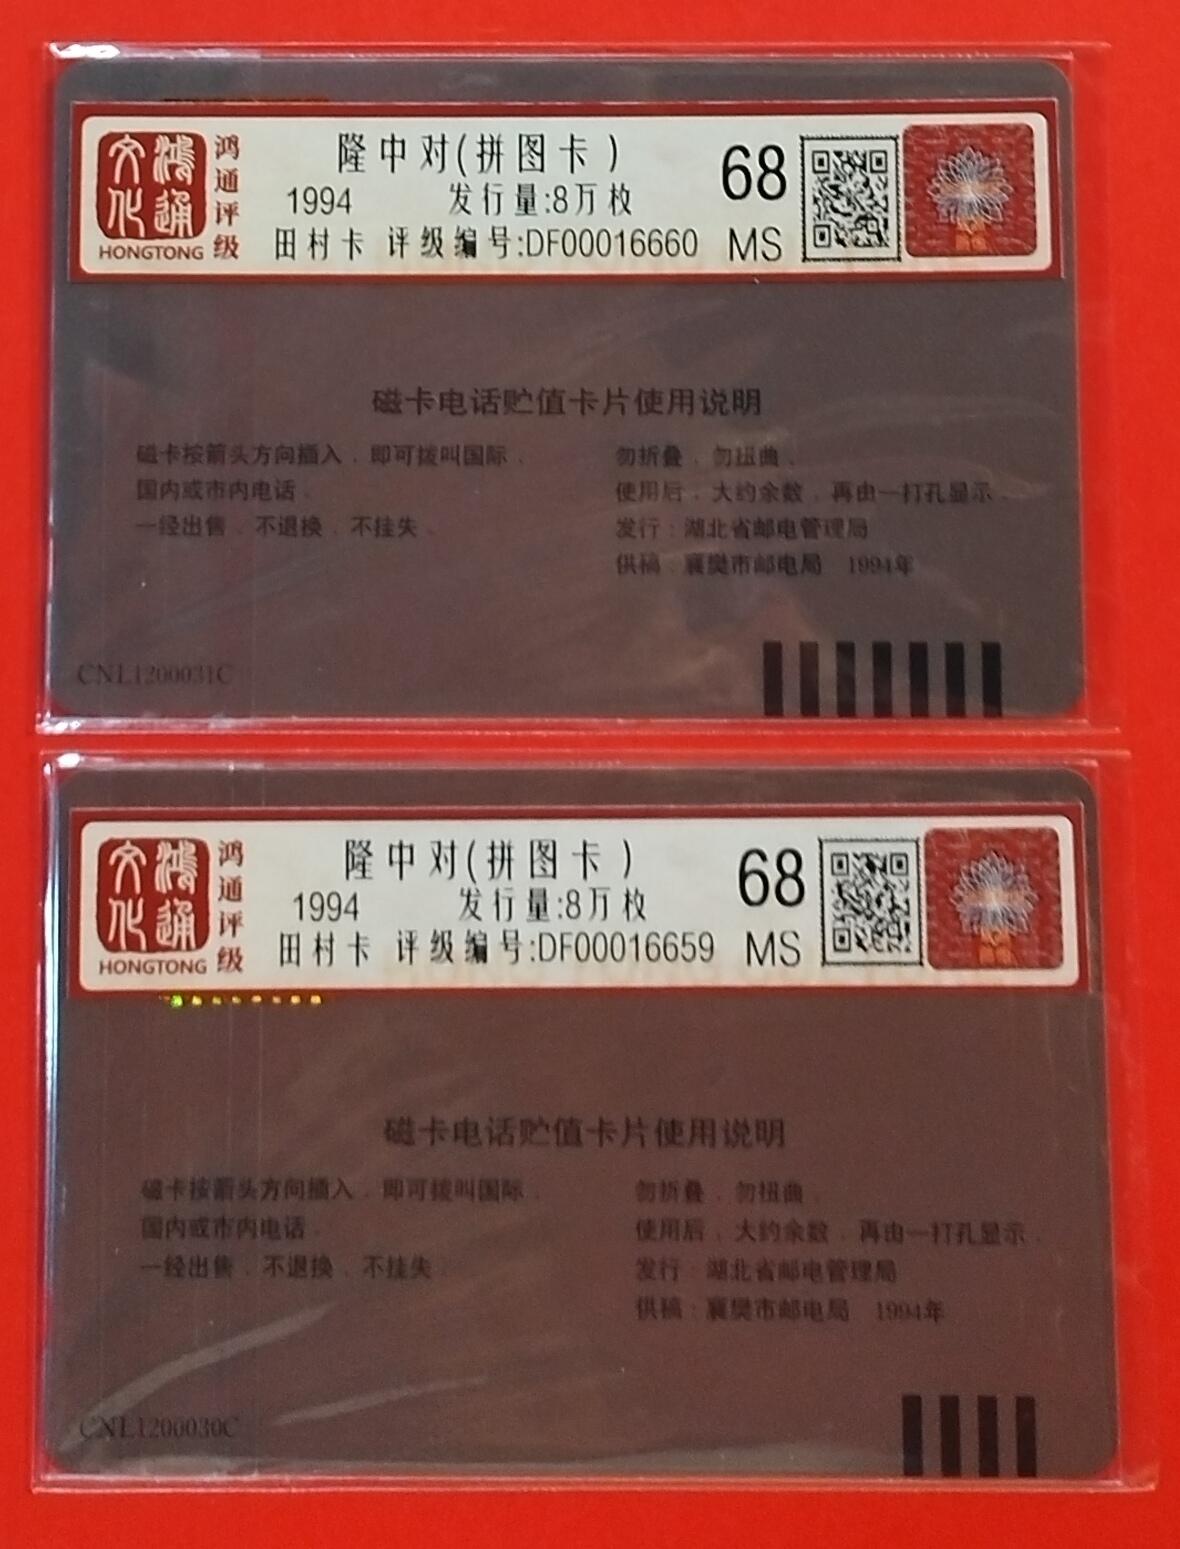 鸿通文化
HONGTONG
鸿通评级
隆中对(拼图卡)
1994 发行量:8万枚
田村卡 评级编号:DF00016660
68
MS
磁卡电话贮值卡片使用说明
磁卡按箭头方向插入﹒即可拨叫国际﹒
国内或市内电话﹒
一经出售﹒不退换﹒不挂失﹒
勿折叠﹒勿扭曲﹒
使用后﹒大约余数﹒再由一打孔显示﹒
发行:湖北省邮电管理局
供稿:襄樊市邮电局 1994年
CNL1200031C
鸿通文化
HONGTONG
鸿通评级
隆中对(拼图卡)
1994 发行量:8万枚
田村卡 评级编号:DF00016659
68
MS
磁卡电话贮值卡片使用说明
磁卡按箭头方向插入﹒即可拨叫国际﹒
国内或市内电话﹒
一经出售﹒不退换﹒不挂失﹒
勿折叠﹒勿扭曲﹒
使用后﹒大约余数﹒再由一打孔显示﹒
发行:湖北省邮电管理局
供稿:襄樊市邮电局 1994年
CNL1200030C